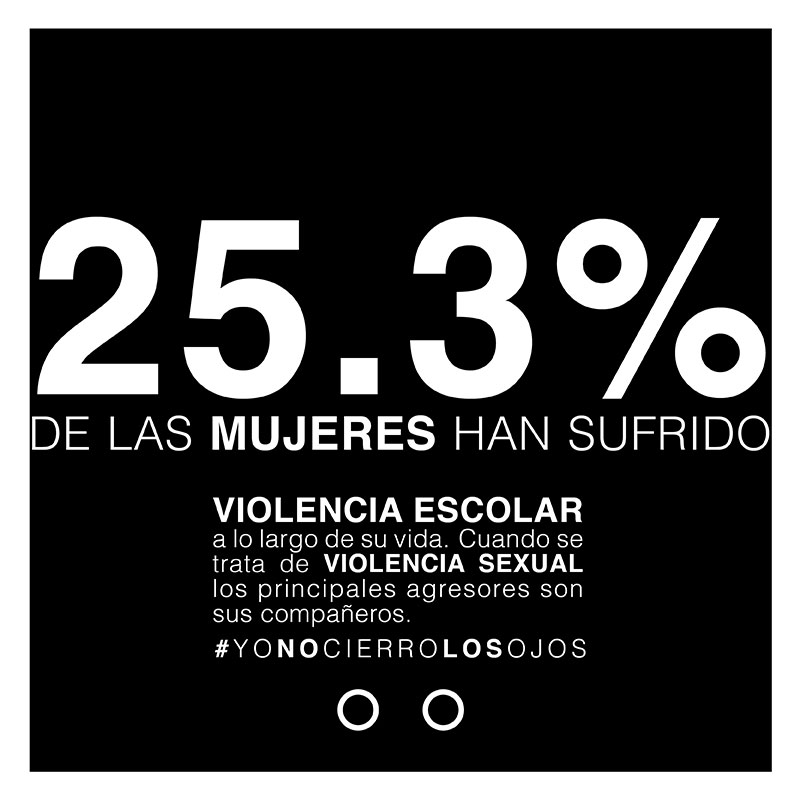 25.3%
DE LAS MUJERES HAN SUFRIDO
VIOLENCIA ESCOLAR
a lo largo de su vida. Cuando se
trata de VIOLENCIA SEXUAL
los principales agresores son
sus compañeros.
#YONOCIERROLOSOJOS